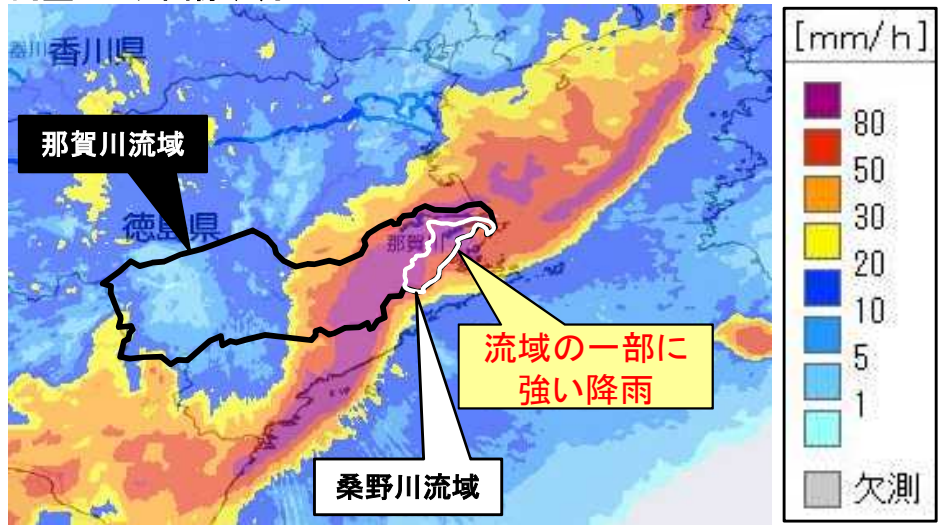 香川県
那賀川流域
徳島県
那賀川
流域の一部に
強い降雨
桑野川流域
[mm/h]
80
50
30
20
10
5
1
欠測